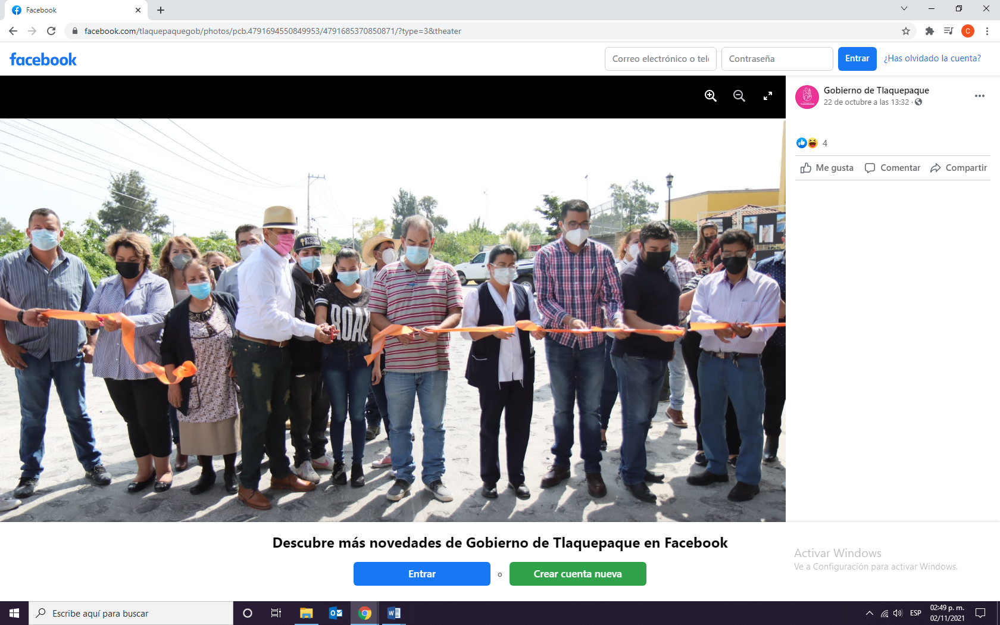 Facebook
facebook.com/tlaquepaquegob/photos/pcb.4791694550849953/4791685370850871/?type=3&theater
C
facebook
Correo electrónico o telé
Contraseña
Entrar
¿Has olvidado la cuenta?
Gobierno de Tlaquepaque
22 de octubre a las 13:32 ·
4
Me gusta
Comentar
Compartir
STREET
ROAR
Descubre más novedades de Gobierno de Tlaquepaque en Facebook
Entrar
o
Crear cuenta nueva
Activar Windows
Ve a Configuración para activar Windows.
Escribe aquí para buscar
ESP
02:49 p. m.
02/11/2021